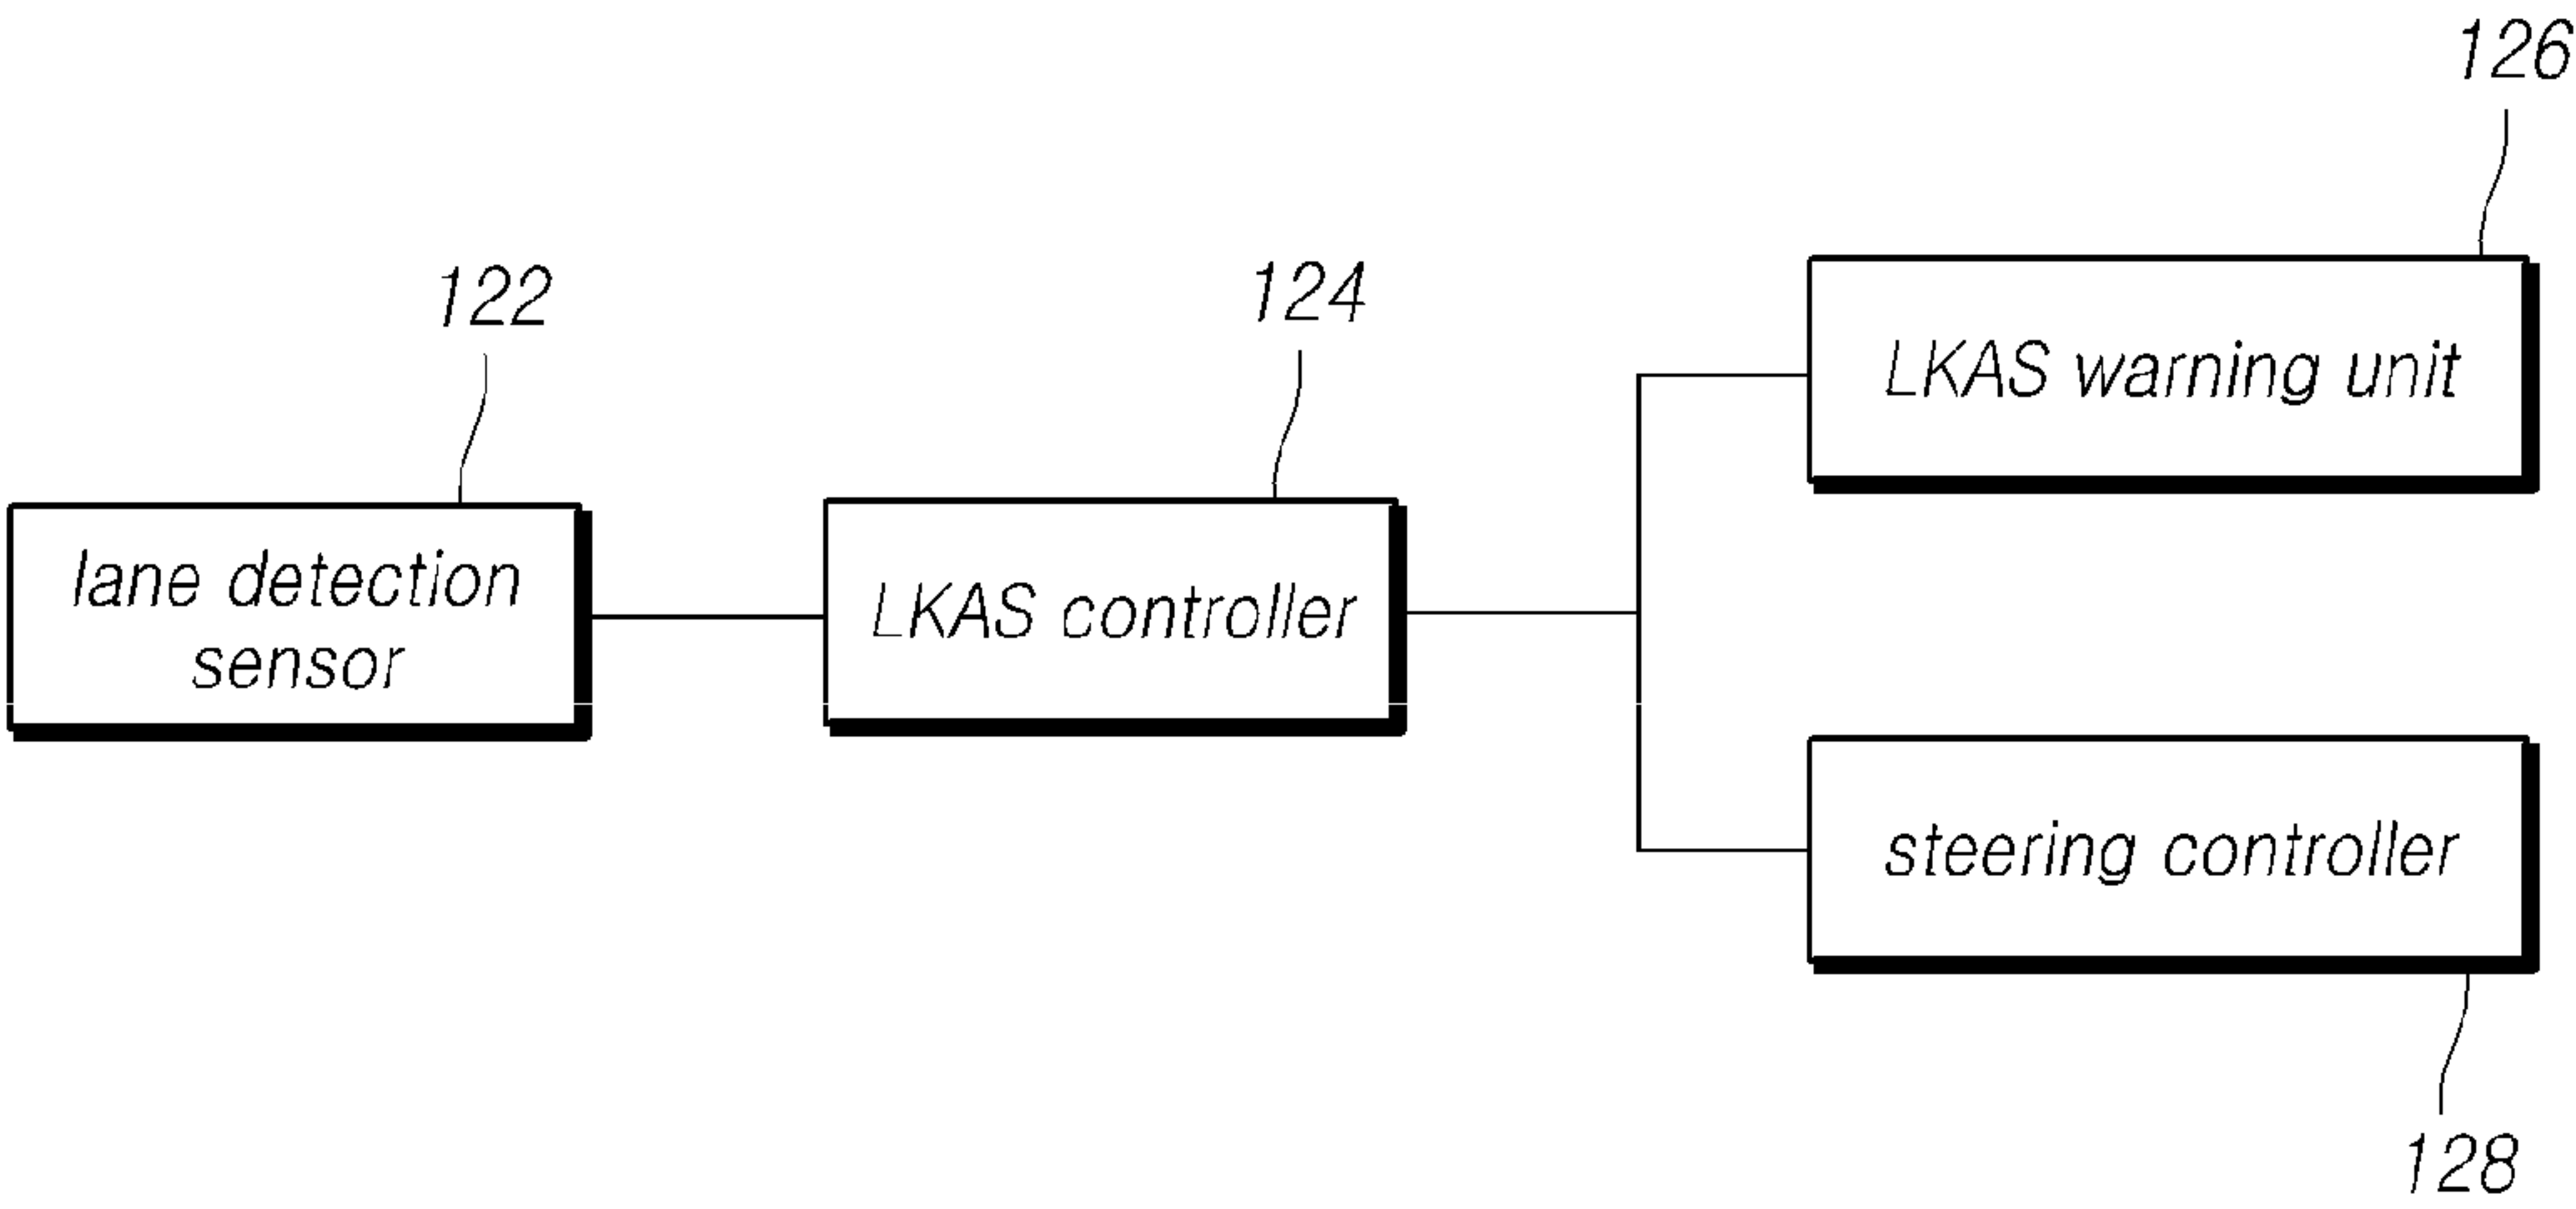 126
122
124
LKAS warning unit
lane detection
sensor
LKAS controller
steering controller
128